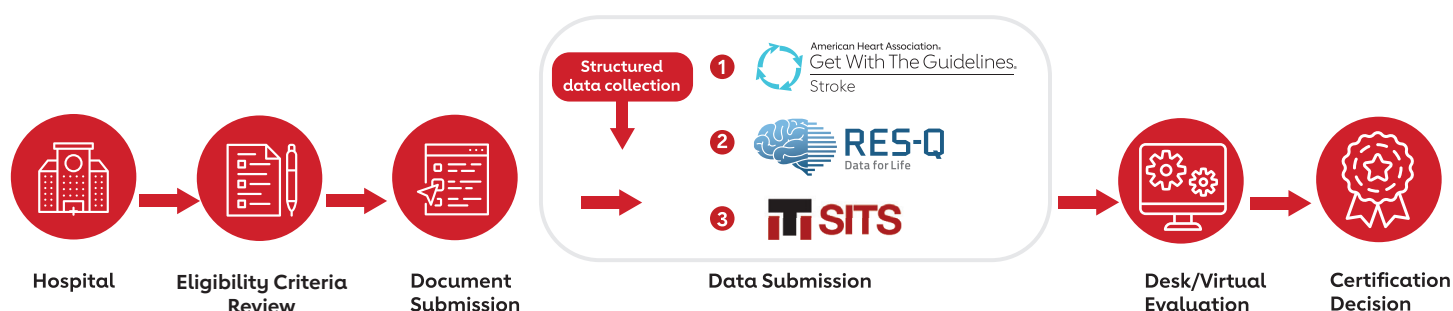 Structured
data collection
1
American Heart Association®
Get With The Guidelines®
Stroke
2
RES-Q
Data for Life
3
SITS
Hospital
Eligibility Criteria
Review
Document
Submission
Data Submission
Desk/Virtual
Evaluation
Certification
Decision